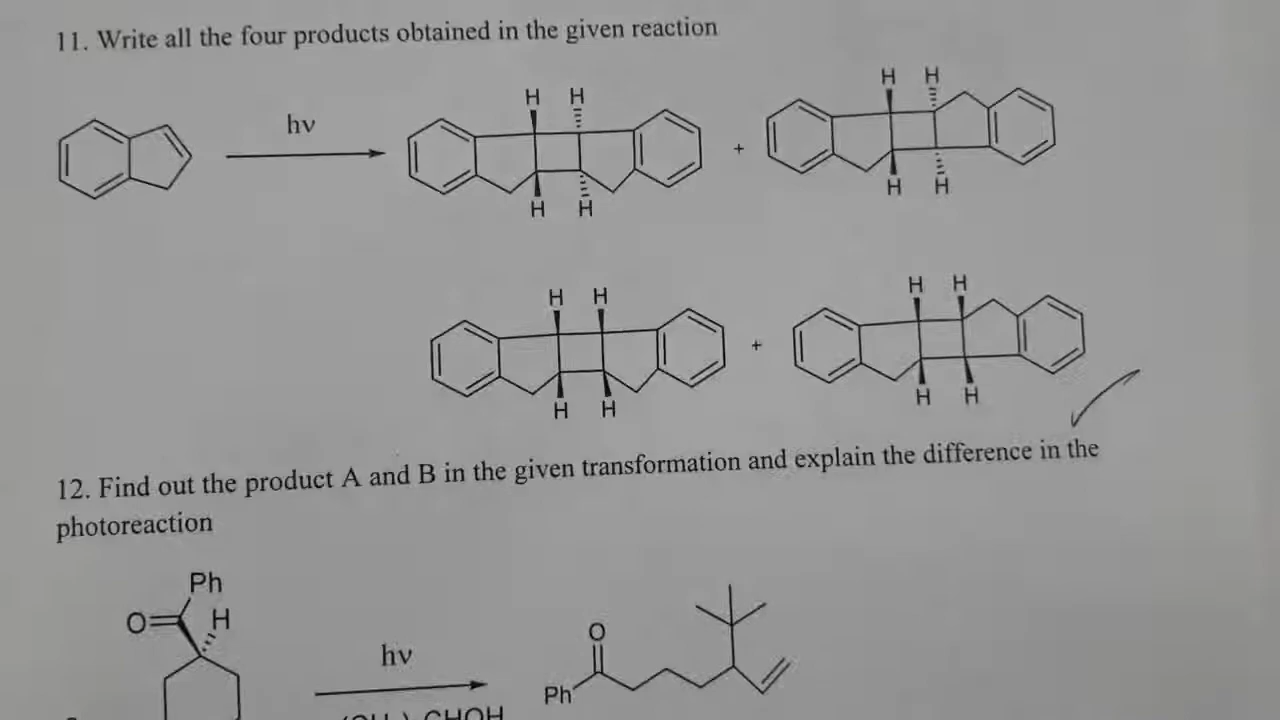 11. Write all the four products obtained in the given reaction
H H H H
hν
+
H H H H
H H H H
+
H H H H
12. Find out the product A and B in the given transformation and explain the difference in the
photoreaction
Ph
O H O
hν
Ph
CHOH